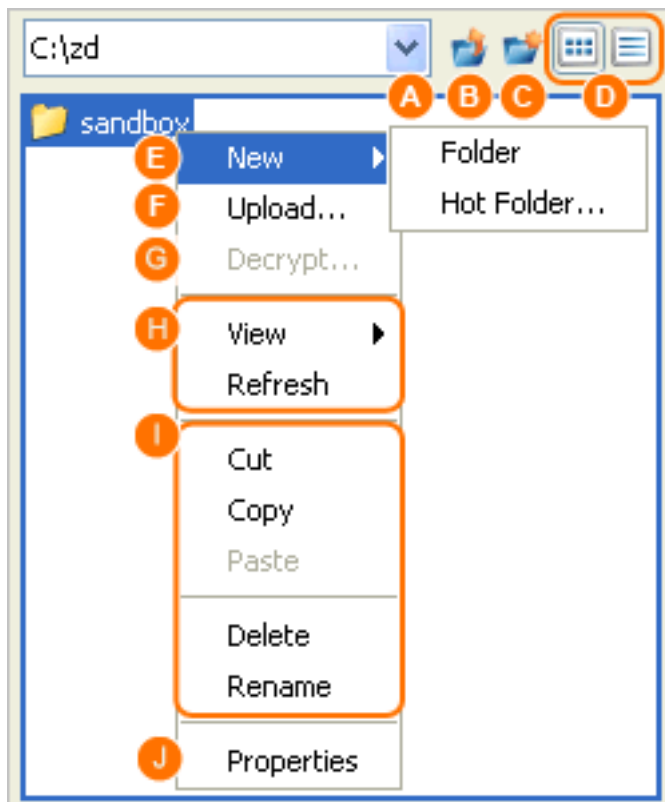 C:\zd
A B C D
sandbox
E New Folder
F Upload... Hot Folder...
G Decrypt...
H View
Refresh
I
Cut
Copy
Paste
Delete
Rename
J Properties